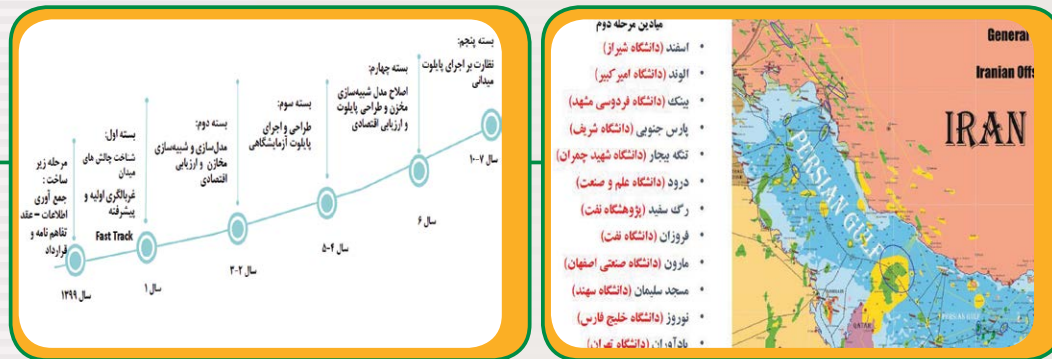 بسته پنجم:
نظارت بر اجرای پایلوت
میدانی
سال ۷-۱۰
بسته چهارم:
اصلاح مدل شبیه‌سازی
مخزن و طراحی پایلوت
و ارزیابی اقتصادی
سال ۶
بسته سوم:
طراحی و اجرای
پایلوت آزمایشگاهی
سال ۴-۵
بسته دوم:
مدل‌سازی و شبیه‌سازی
مخازن و ارزیابی
اقتصادی
سال ۲-۳
بسته اول:
شناخت چالش های
میدان
غربالگری اولیه و
پیشرفته
Fast Track
سال ۱
مرحله زیر
ساخت :
جمع آوری
اطلاعات – عقد
تفاهم نامه و
قرارداد
سال ۱۳۹۹
میادین مرحله دوم
• اسفند (دانشگاه شیراز)
• الوند (دانشگاه امیرکبیر)
• بینک (دانشگاه فردوسی مشهد)
• پارس جنوبی (دانشگاه شریف)
• تنگه بیجار (دانشگاه شهید چمران)
• درود (دانشگاه علم و صنعت)
• رگ سفید (پژوهشگاه نفت)
• فروزان (دانشگاه نفت)
• مارون (دانشگاه صنعتی اصفهان)
• مسجد سلیمان (دانشگاه سهند)
• نوروز (دانشگاه خلیج فارس)
• یادآوران (دانشگاه تهران)
General
Iranian Offs
IRAN
PERSIAN GULF
QATAR
PERSIAN GULF